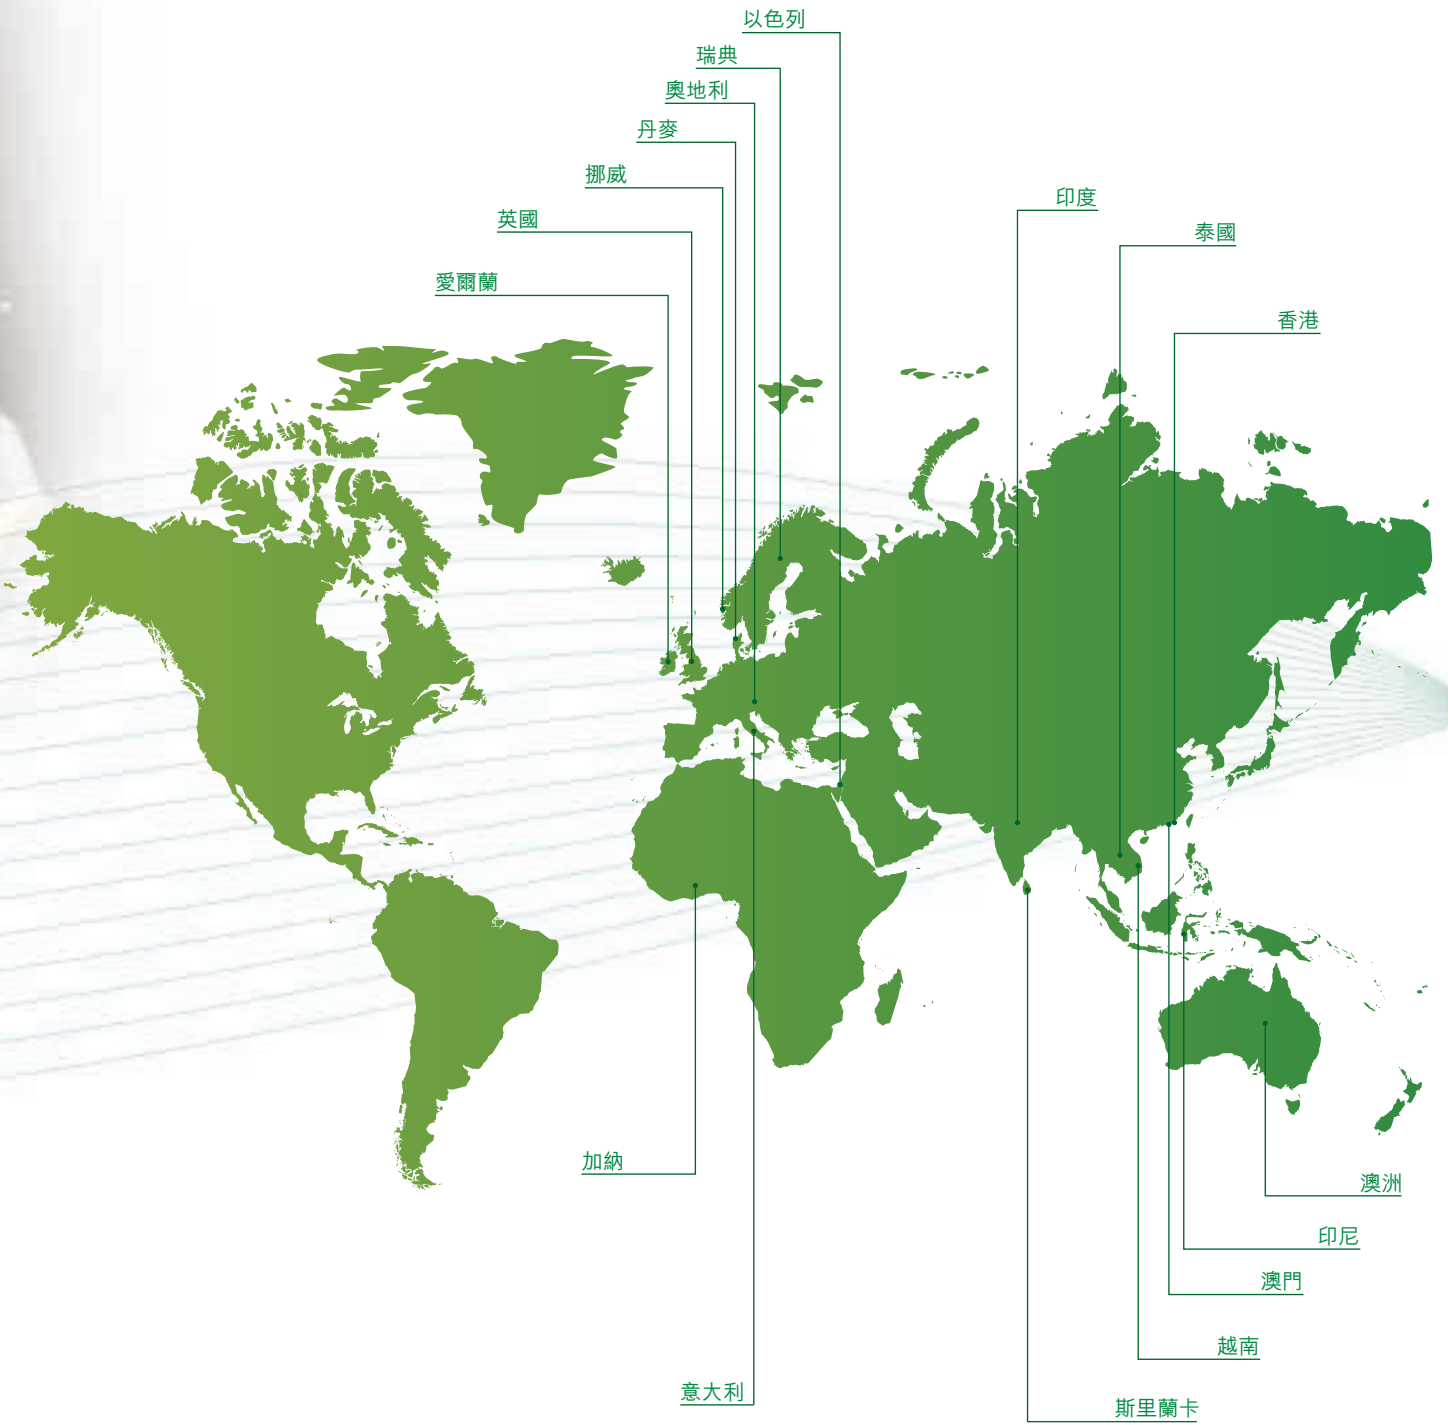 以色列
瑞典
奧地利
丹麥
挪威
印度
英國
泰國
愛爾蘭
香港
加納
澳洲
印尼
澳門
越南
意大利
斯里蘭卡